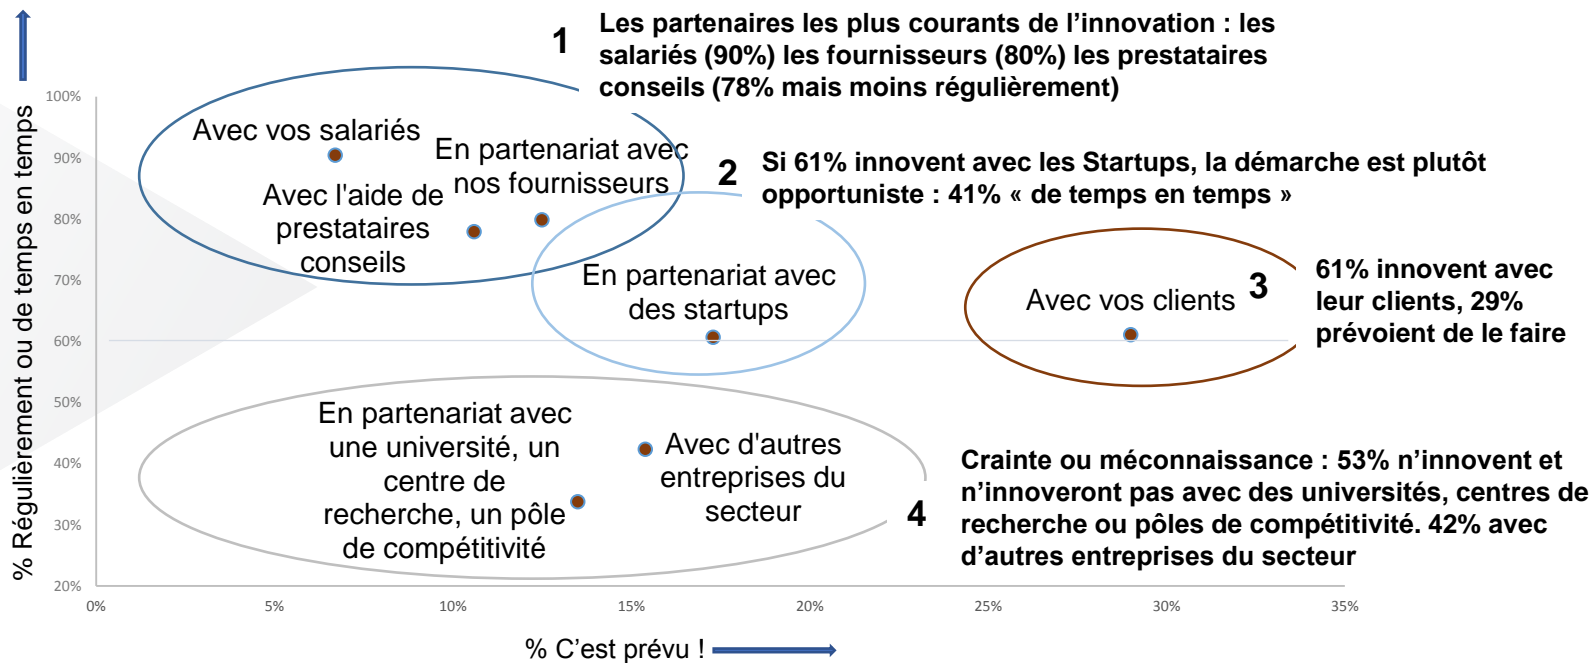 1
Les partenaires les plus courants de l’innovation : les
salariés (90%) les fournisseurs (80%) les prestataires
conseils (78% mais moins régulièrement)
% Régulièrement ou de temps en temps
100%
90%
80%
70%
60%
50%
40%
30%
20%
Avec vos salariés
En partenariat avec
nos fournisseurs
Avec l'aide de
prestataires
conseils
2
Si 61% innovent avec les Startups, la démarche est plutôt
opportuniste : 41% « de temps en temps »
En partenariat avec
des startups
Avec vos clients
3
61% innovent avec
leur clients, 29%
prévoient de le faire
En partenariat avec
une université, un
centre de
recherche, un pôle
de compétitivité
Avec d'autres
entreprises du
secteur
4
Crainte ou méconnaissance : 53% n’innovent et
n’innoveront pas avec des universités, centres de
recherche ou pôles de compétitivité. 42% avec
d’autres entreprises du secteur
0%
5%
10%
15%
20%
25%
30%
35%
% C’est prévu !